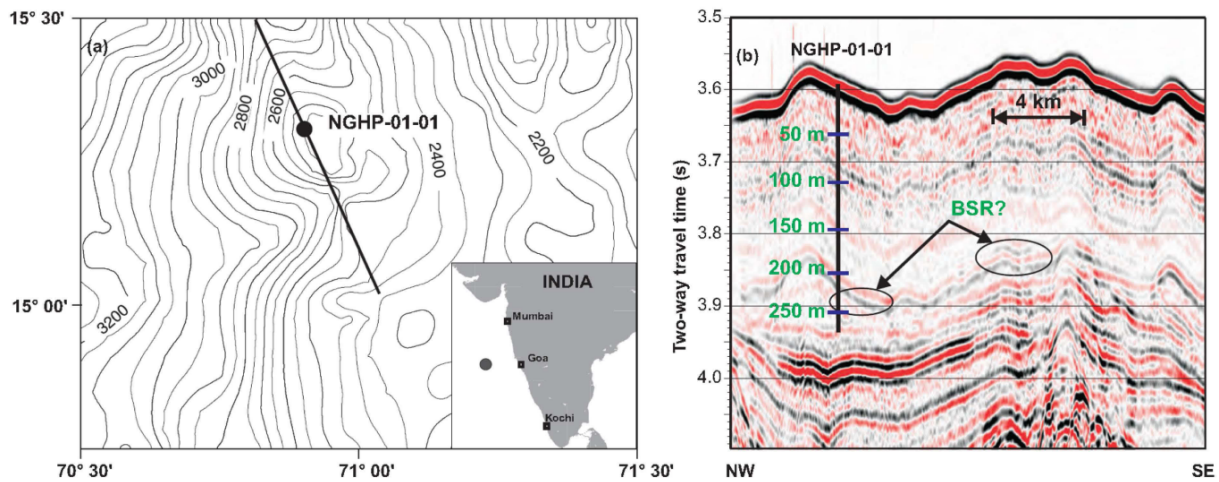 15° 30'
(a)
3000
2800
2600
NGHP-01-01
2400
2200
15° 00'
3200
INDIA
Mumbai
Goa
Kochi
70° 30'
71° 00'
71° 30'
3.5
(b)
NGHP-01-01
3.6
4 km
50 m
3.7
100 m
BSR?
150 m
3.8
200 m
3.9
250 m
4.0
Two-way travel time (s)
NW
SE